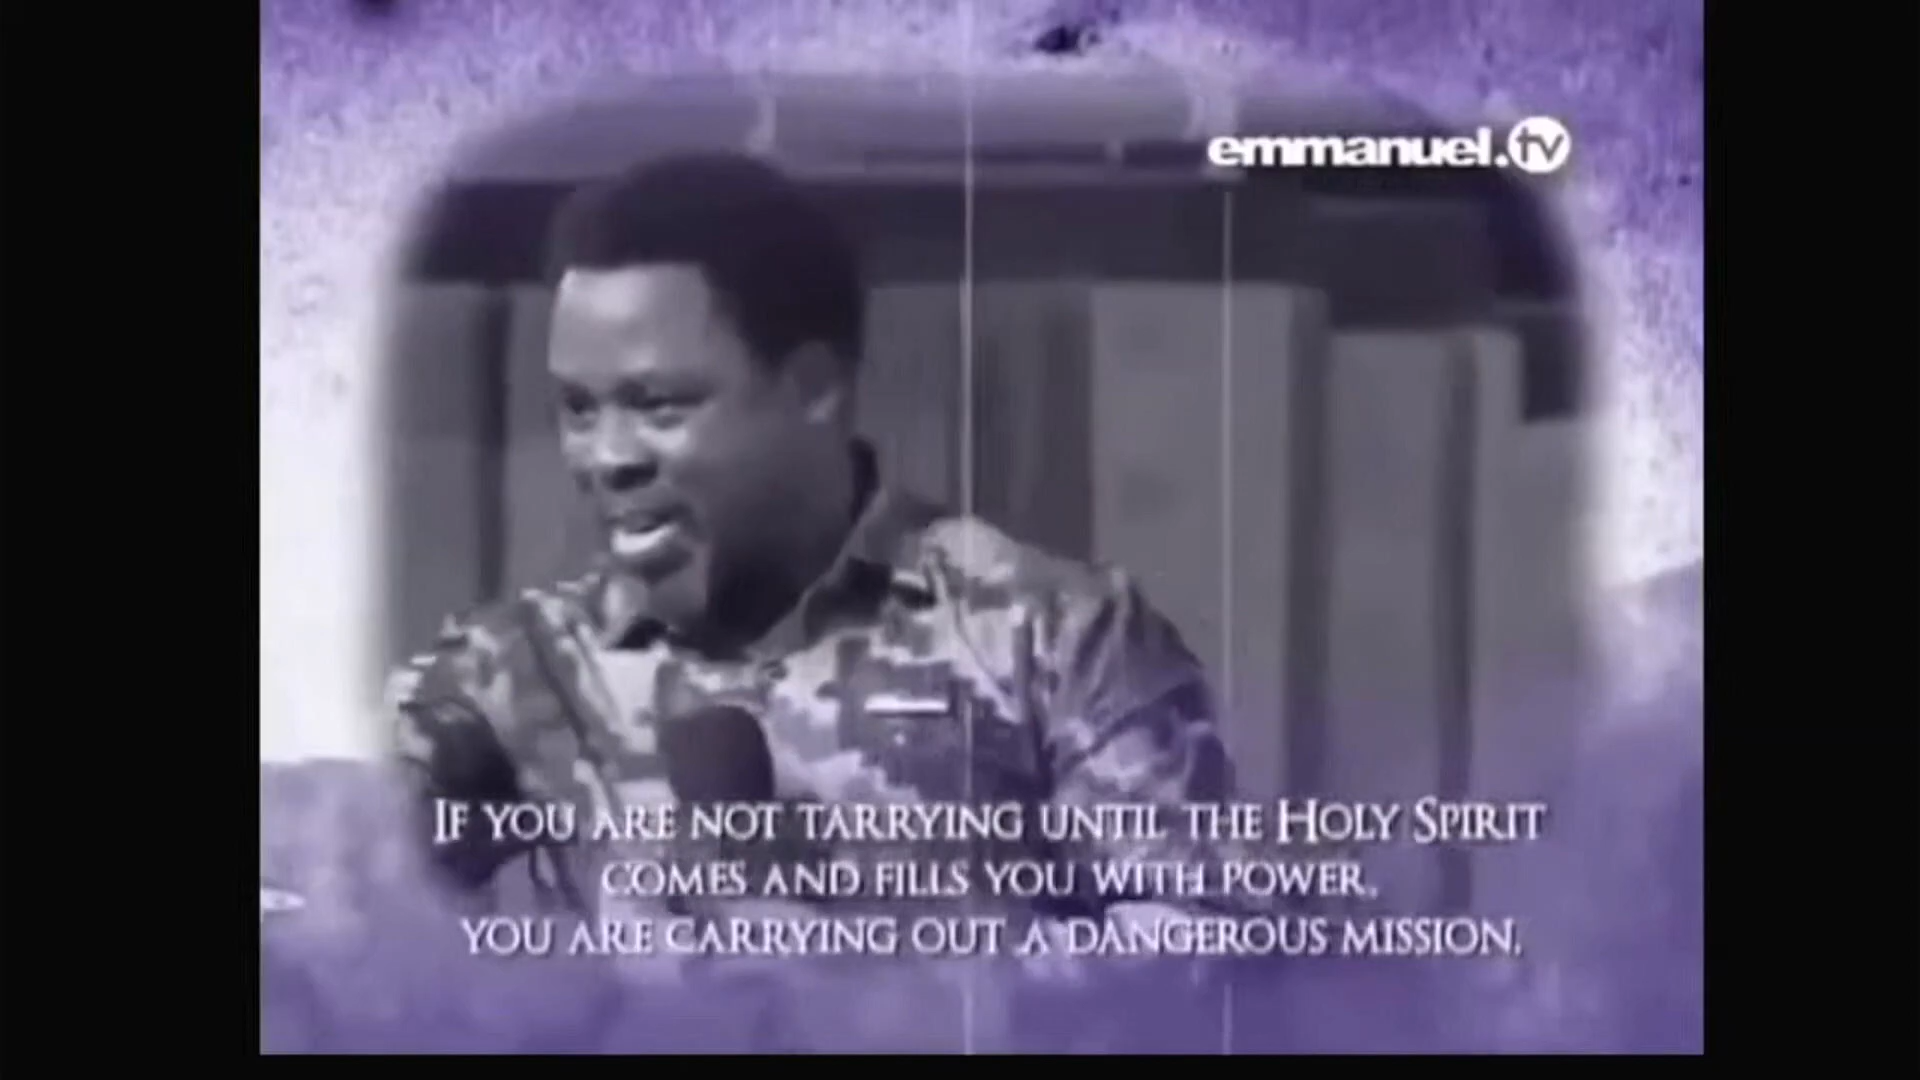 emmanuel.tv
If you are not tarrying until the Holy Spirit
comes and fills you with power,
you are carrying out a dangerous mission.